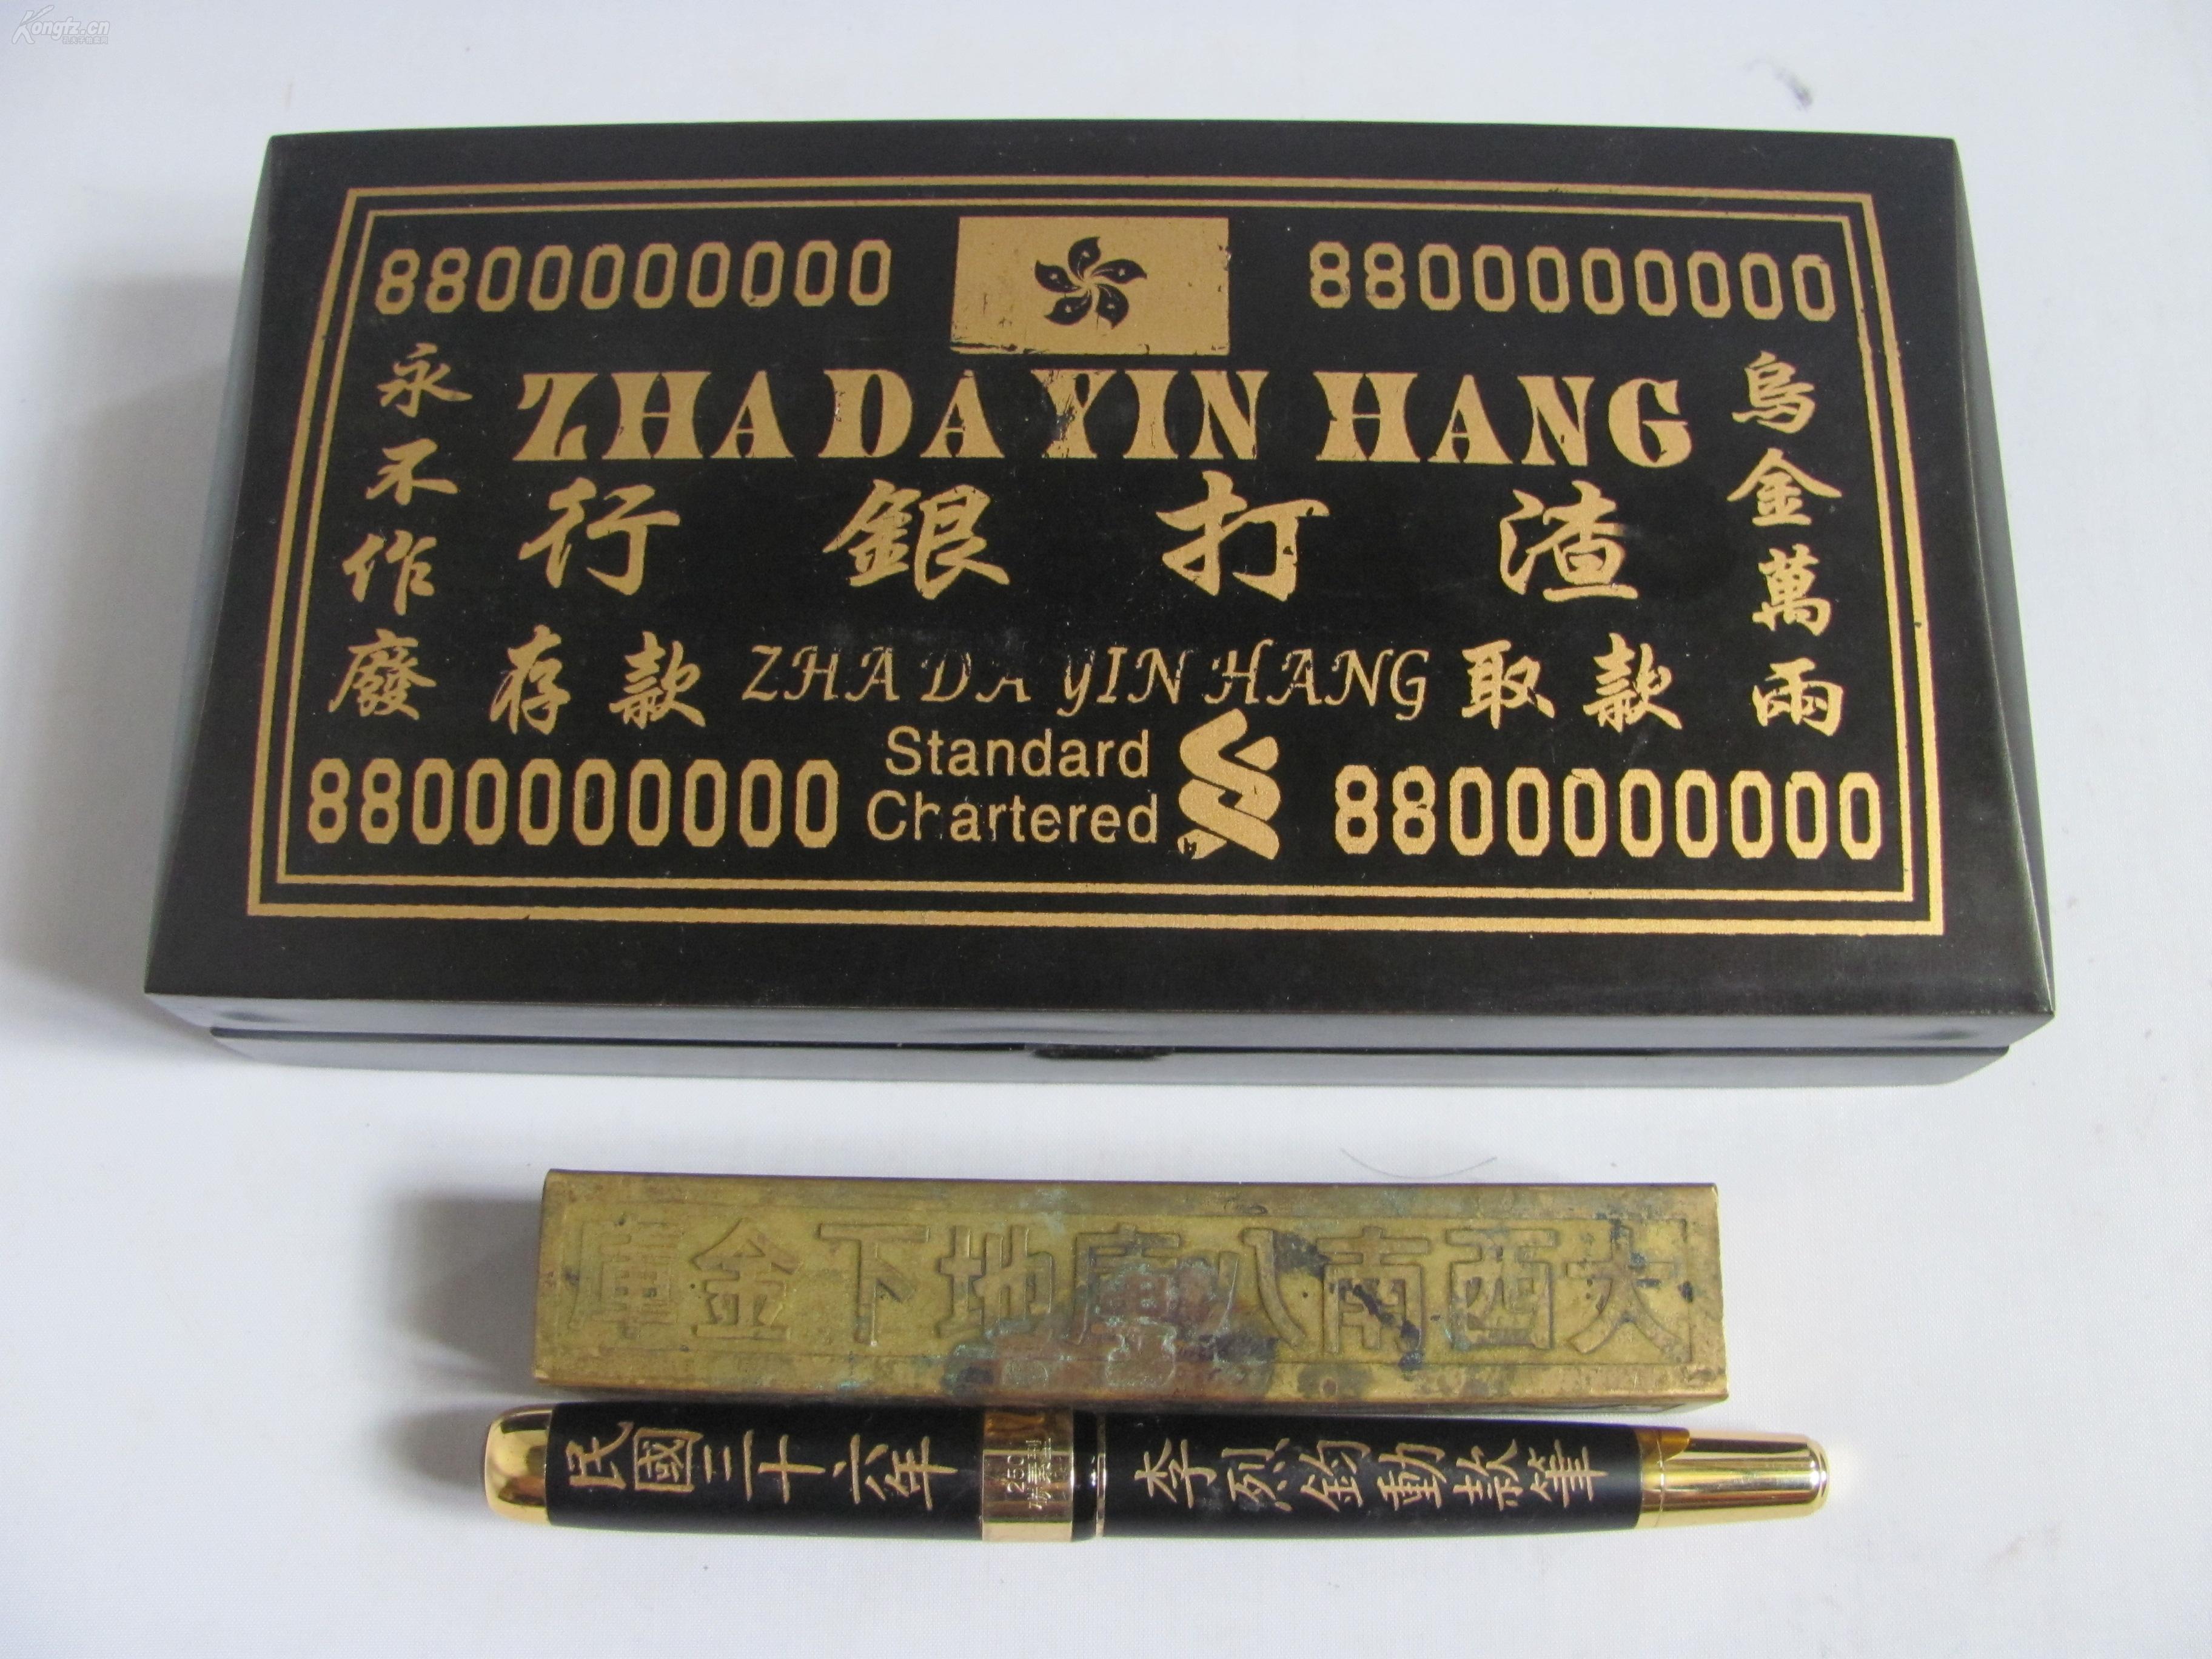 Kongfz.cn
8800000000 8800000000
ZHA DA YIN HANG
行銀打渣
永不作廢
烏金萬兩
存款 ZHA DA YIN HANG 取款
Standard
Chartered
8800000000 8800000000
庫金下地庫八南西大
民國三十六年
250
李烈鈞動 筆